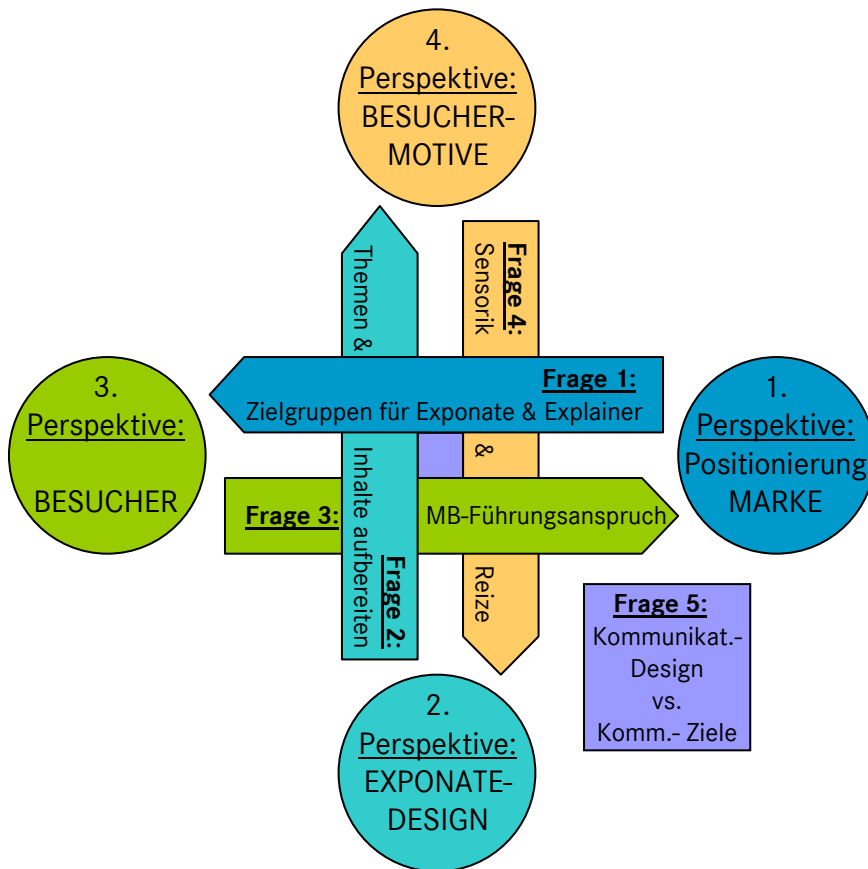 4.
Perspektive:
BESUCHER-
MOTIVE
Themen &
Inhalte aufbereiten
Frage 2:
Frage 4:
Sensorik
&
Reize
Frage 1:
Zielgruppen für Exponate & Explainer
3.
Perspektive:
BESUCHER
1.
Perspektive:
Positionierung
MARKE
Frage 3: MB-Führungsanspruch
Frage 5:
Kommunikat.-
Design
vs.
Komm.- Ziele
2.
Perspektive:
EXPONATE-
DESIGN